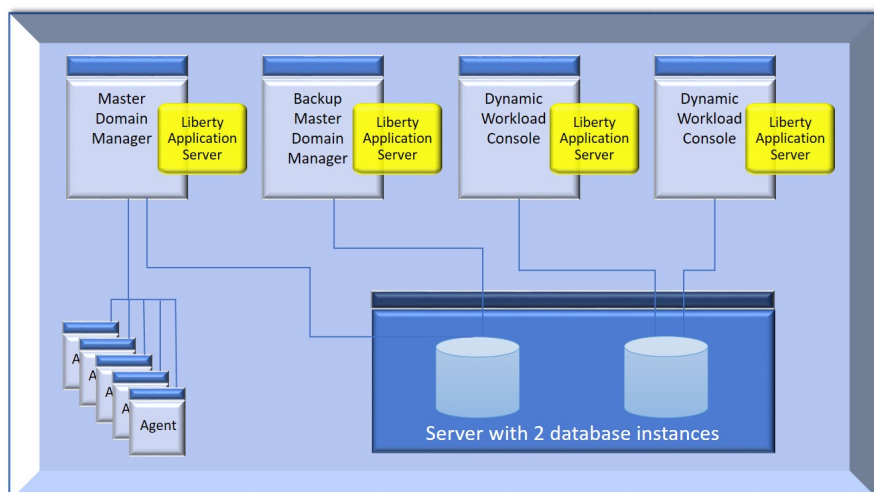 Master
Domain
Manager
Liberty
Application
Server
Backup
Master
Domain
Manager
Liberty
Application
Server
Dynamic
Workload
Console
Liberty
Application
Server
Dynamic
Workload
Console
Liberty
Application
Server
A
A
A
A
Agent
Server with 2 database instances